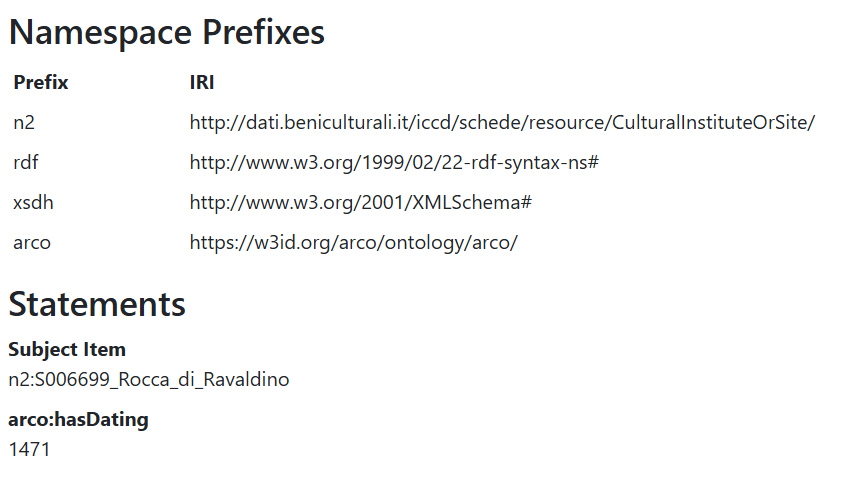 Namespace Prefixes
Prefix IRI
n2 http://dati.beniculturali.it/iccd/schede/resource/CulturalInstituteOrSite/
rdf http://www.w3.org/1999/02/22-rdf-syntax-ns#
xsdh http://www.w3.org/2001/XMLSchema#
arco https://w3id.org/arco/ontology/arco/
Statements
Subject Item
n2:S006699_Rocca_di_Ravaldino
arco:hasDating
1471